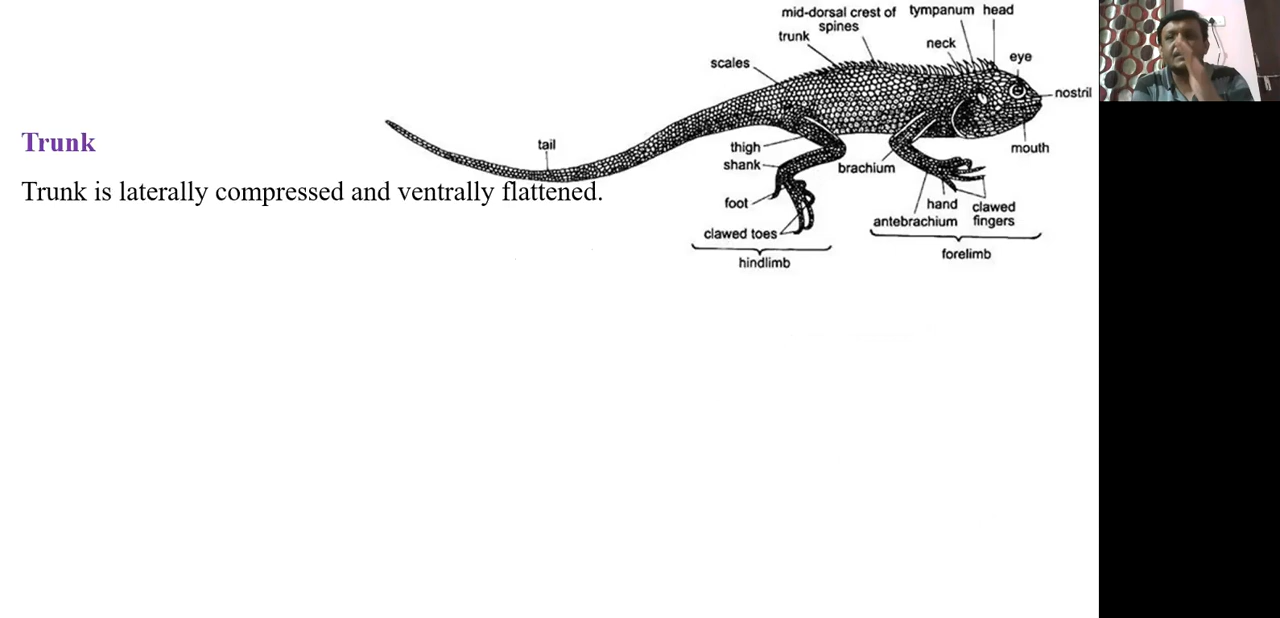 mid-dorsal crest of
spines
tympanum
head
trunk
neck
eye
scales
nostril
Trunk
tail
thigh
mouth
shank
brachium
Trunk is laterally compressed and ventrally flattened.
foot
hand
clawed
fingers
antebrachium
clawed toes
forelimb
hindlimb